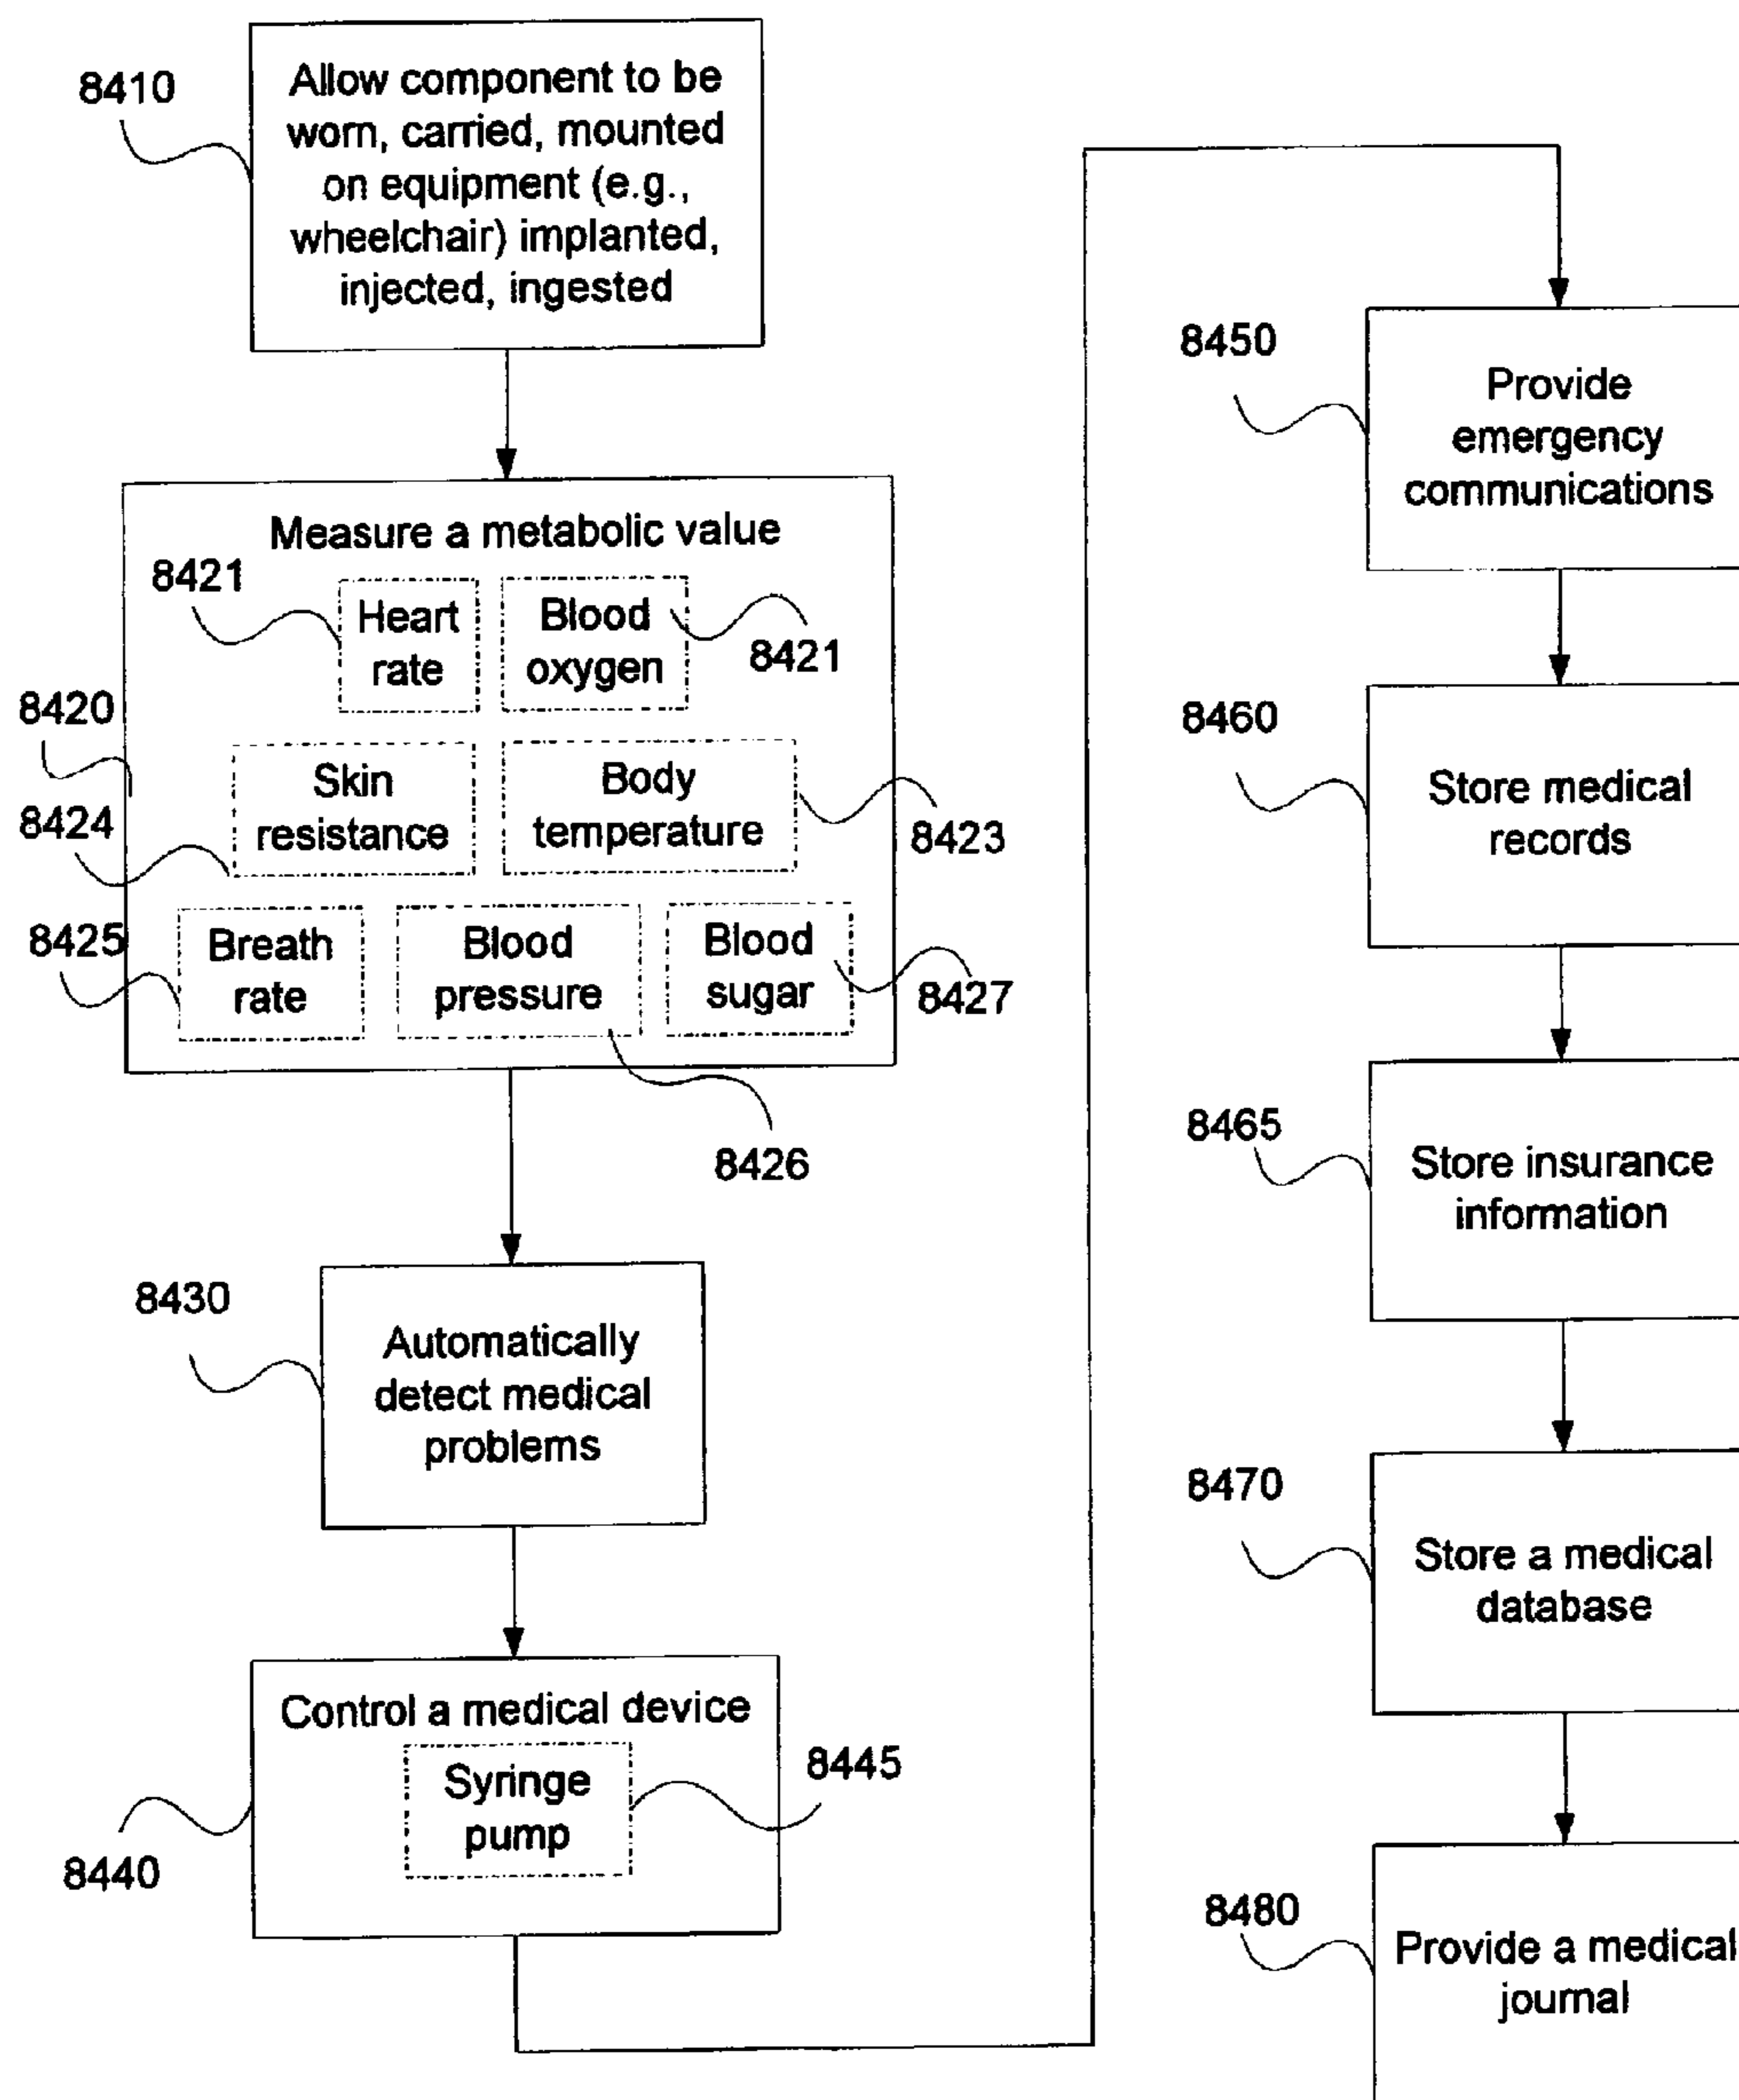 8410
Allow component to be
worn, carried, mounted
on equipment (e.g.,
wheelchair) implanted,
injected, ingested
8420
Measure a metabolic value
8421
Heart
rate
Blood
oxygen
8421
8424
Skin
resistance
Body
temperature
8423
8425
Breath
rate
Blood
pressure
8426
Blood
sugar
8427
8430
Automatically
detect medical
problems
8440
Control a medical device
Syringe
pump
8445
8450
Provide
emergency
communications
8460
Store medical
records
8465
Store insurance
information
8470
Store a medical
database
8480
Provide a medical
journal